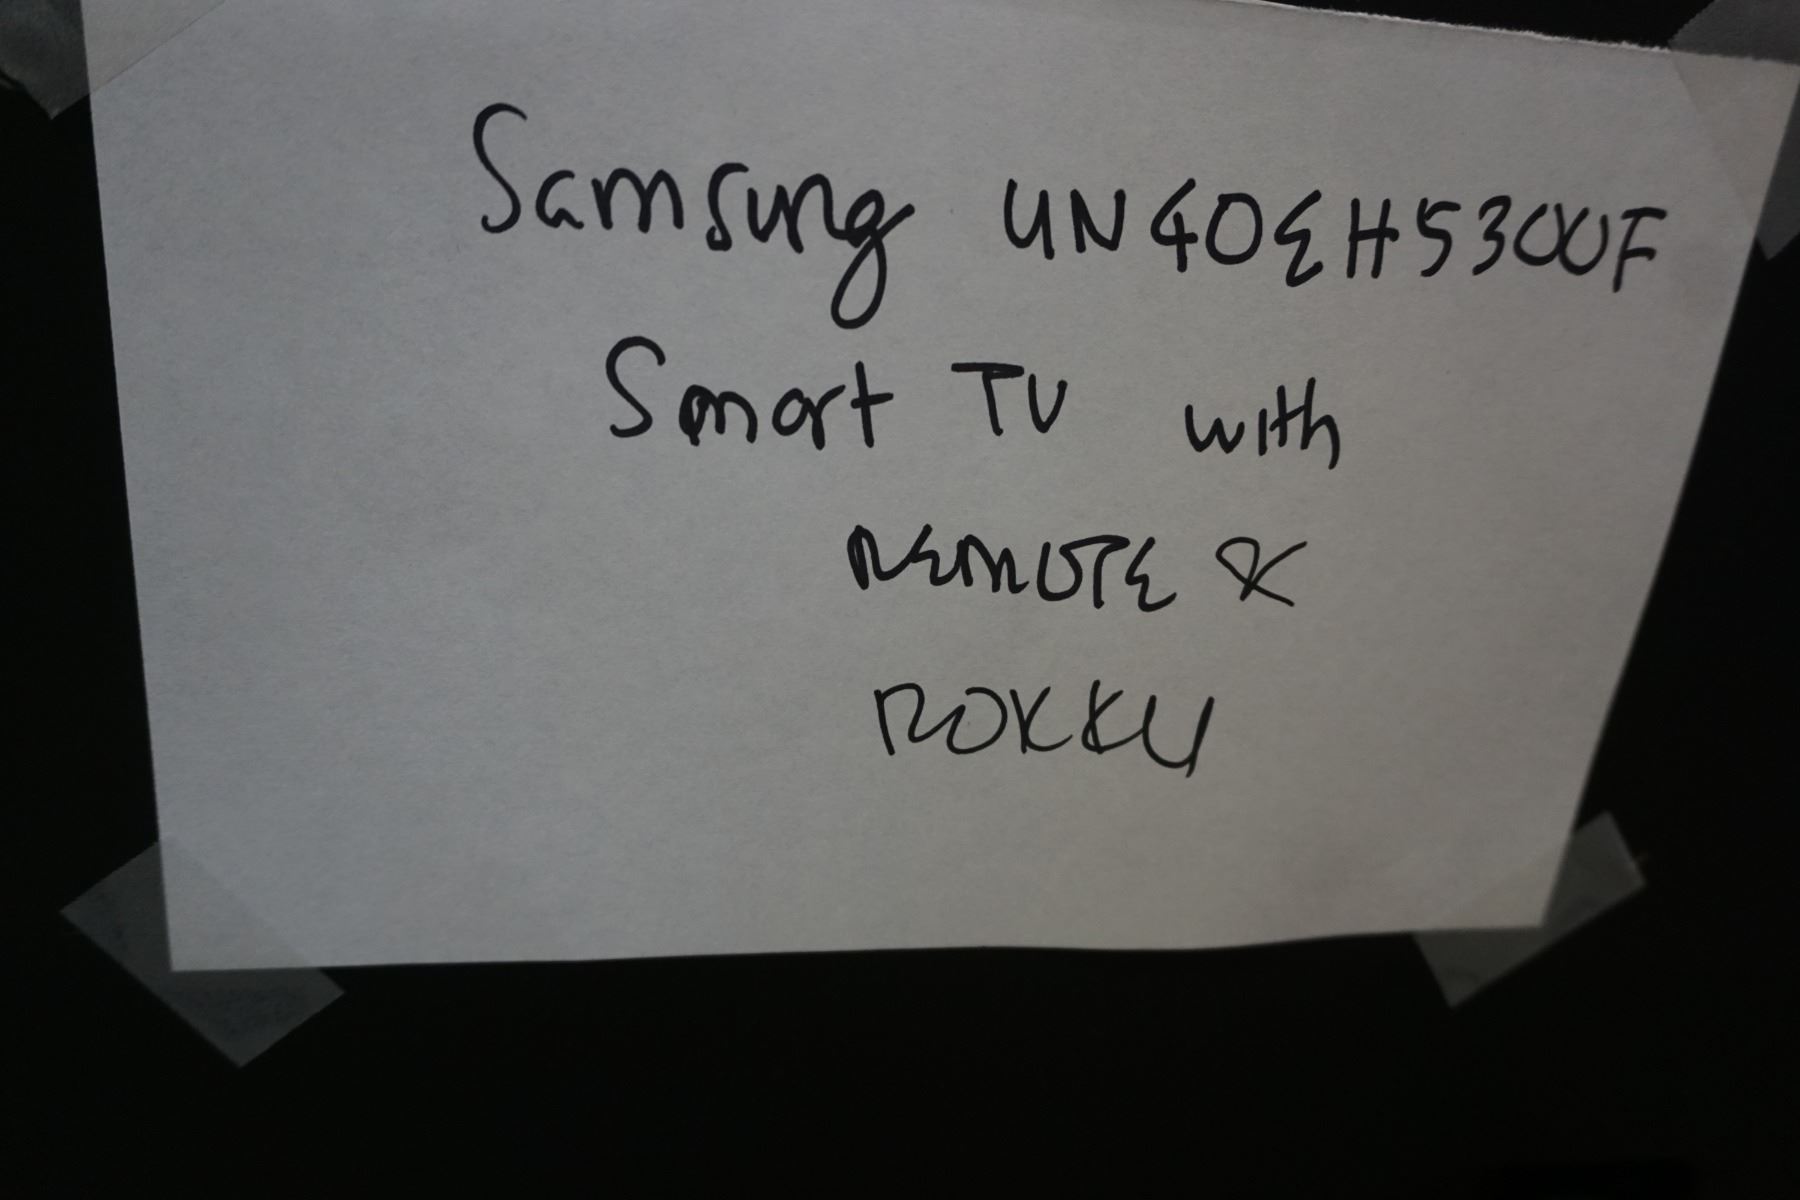 Samsung UN40EH5300F
Smart TV with
REMOTE &
ROKKU